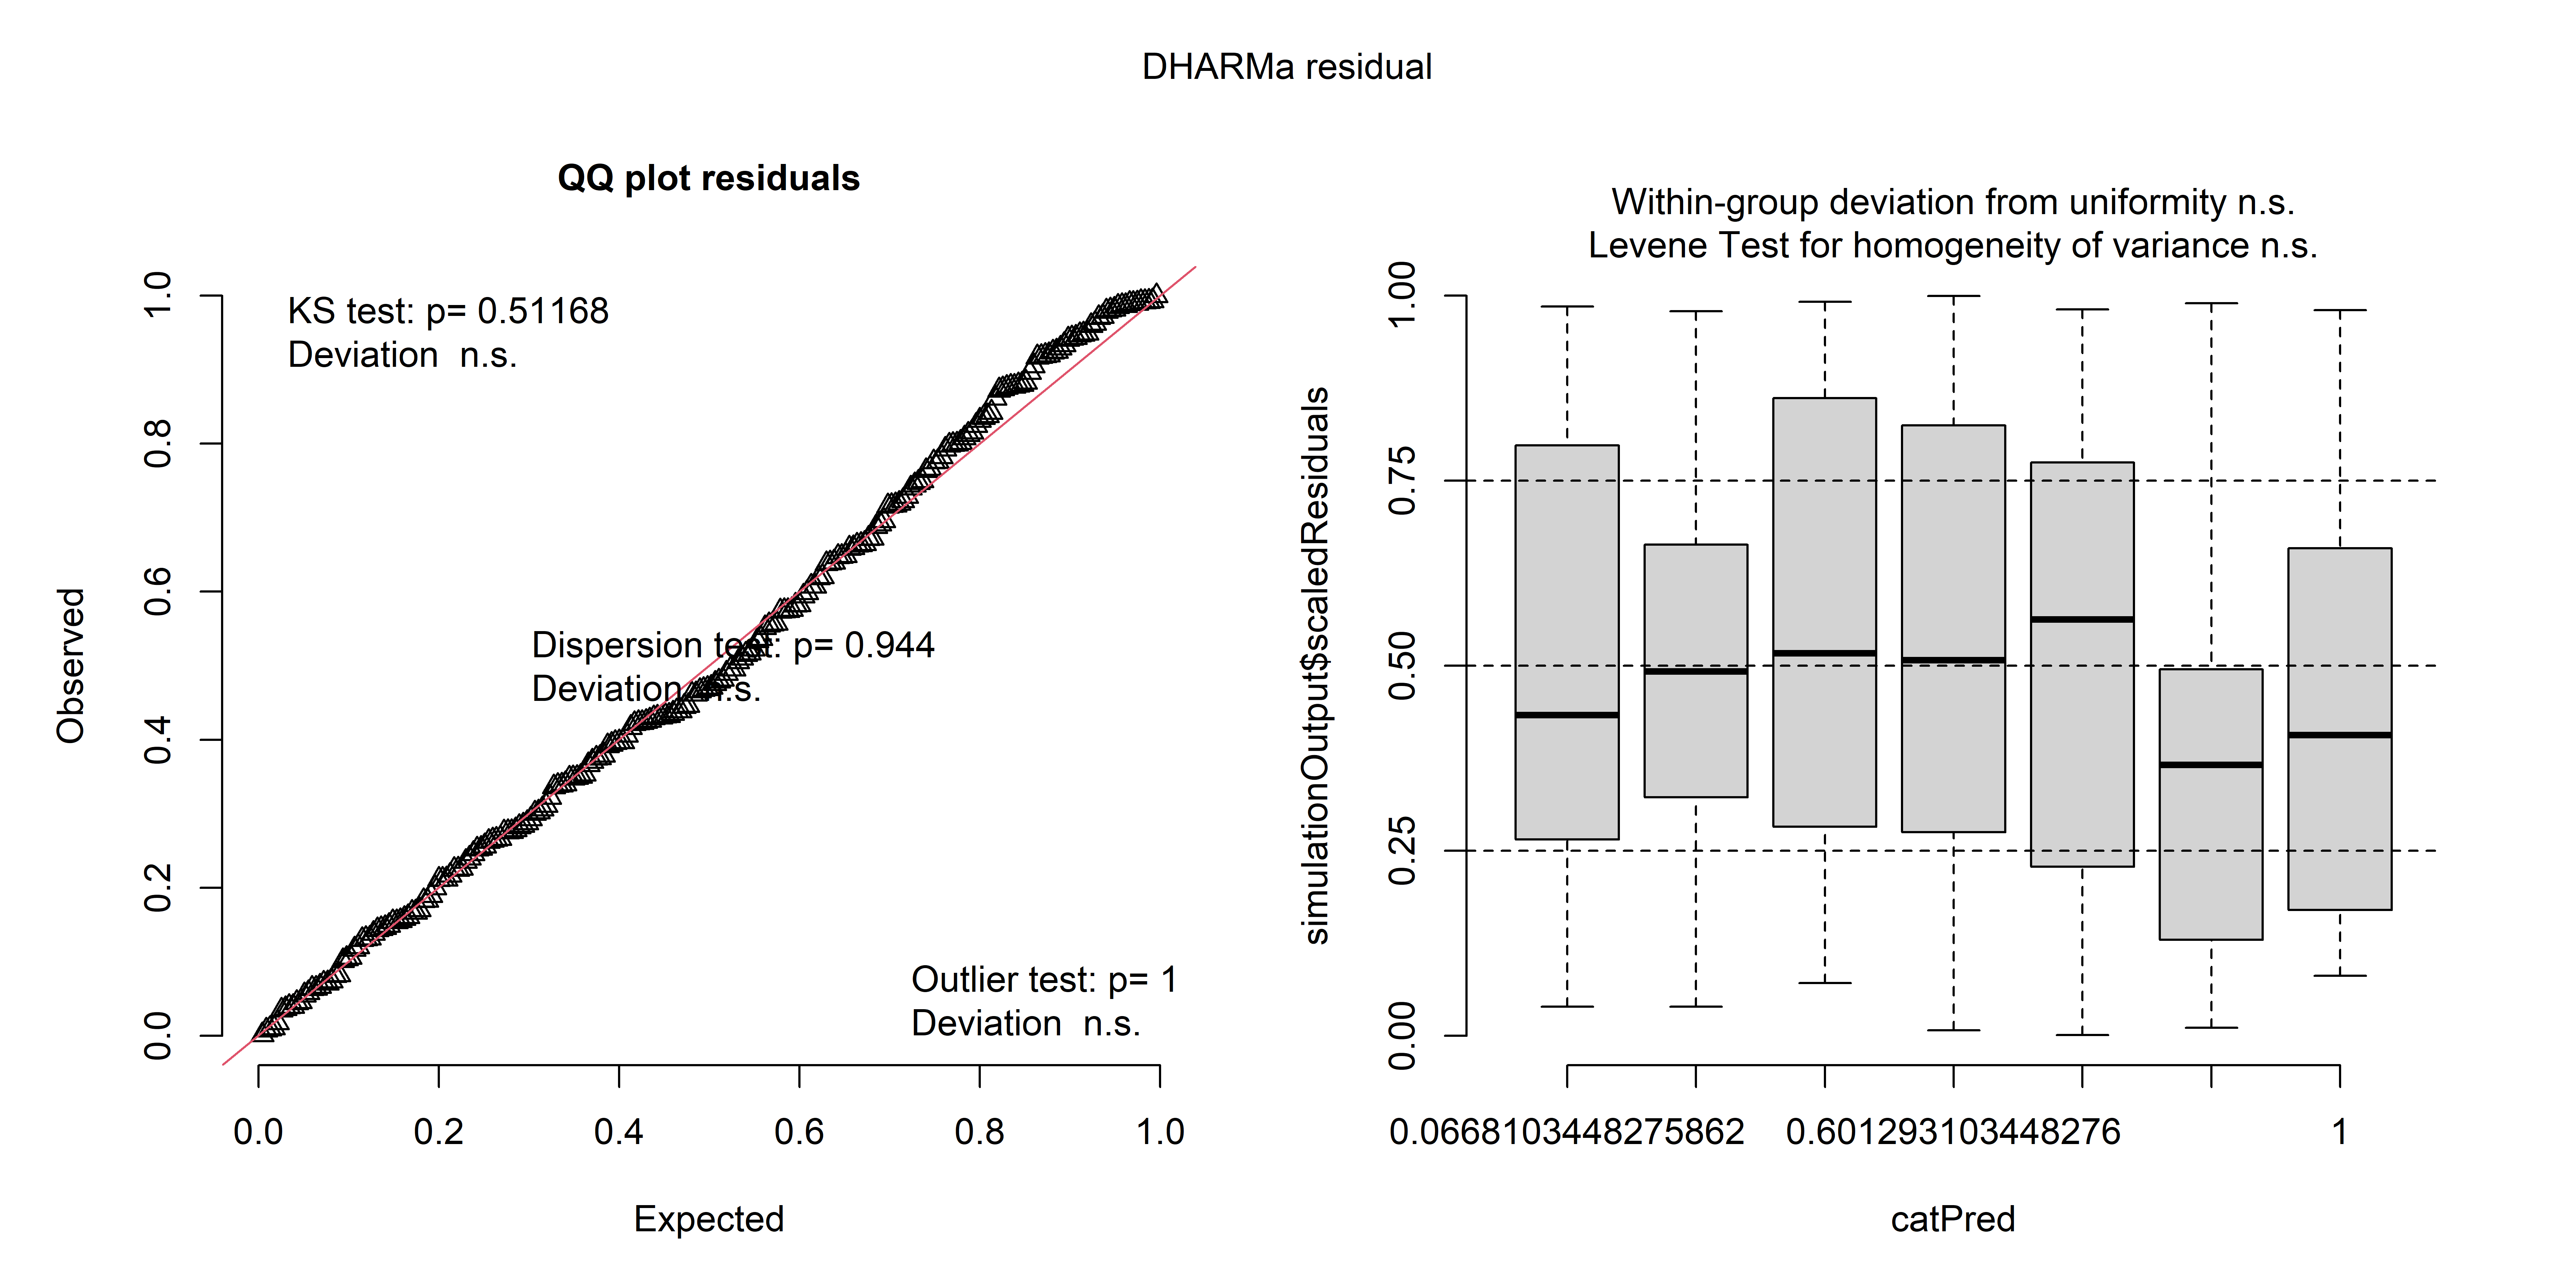 DHARMa residual
QQ plot residuals
KS test: p= 0.51168
Deviation  n.s.
Dispersion test: p= 0.944
Deviation  n.s.
Outlier test: p= 1
Deviation  n.s.
Observed
1.0
0.8
0.6
0.4
0.2
0.0
0.0 0.2 0.4 0.6 0.8 1.0
Expected
Within-group deviation from uniformity n.s.
Levene Test for homogeneity of variance n.s.
simulationOutput$scaledResiduals
1.00
0.75
0.50
0.25
0.00
0.0668103448275862 0.601293103448276 1
catPred